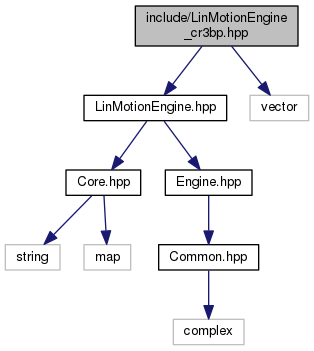 include/LinMotionEngine
_cr3bp.hpp
LinMotionEngine.hpp
vector
Core.hpp
Engine.hpp
string
map
Common.hpp
complex